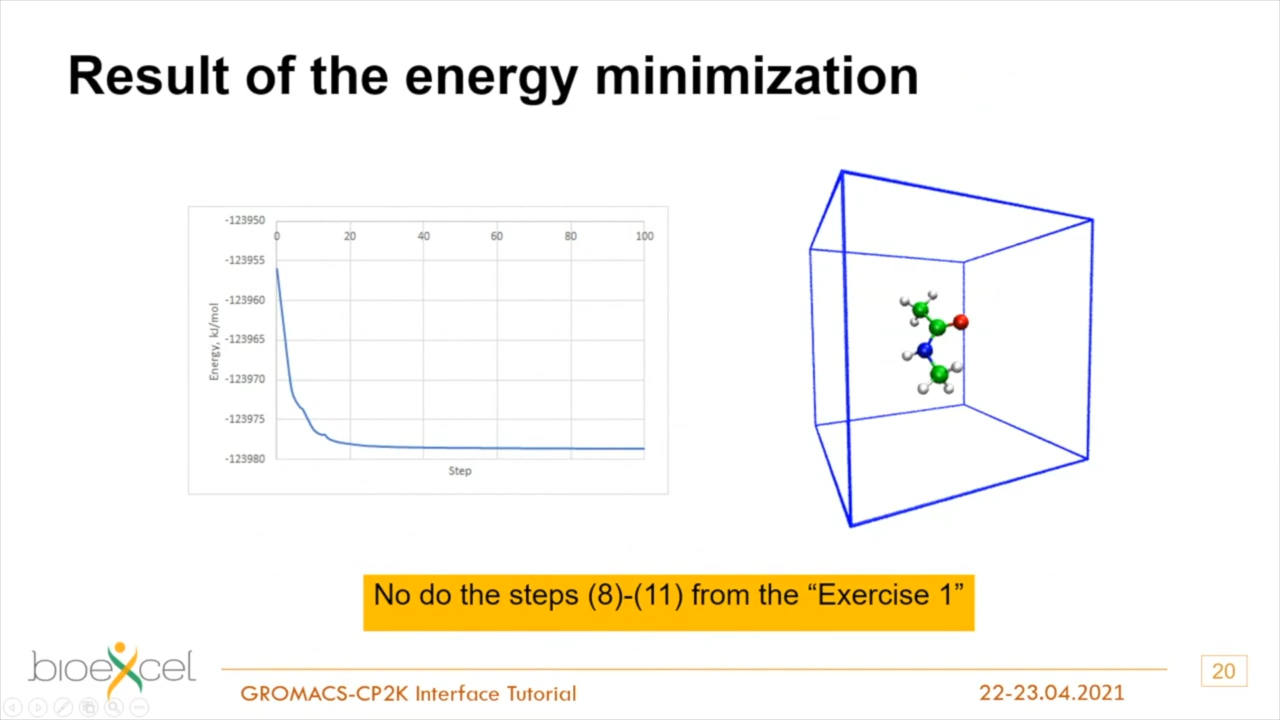 Result of the energy minimization
-123950
0 20 40 60 80 100
-123955
-123960
-123965
-123970
-123975
-123980
Energy, kJ/mol
Step
No do the steps (8)-(11) from the “Exercise 1”
bioexcel
GROMACS-CP2K Interface Tutorial
22-23.04.2021
20